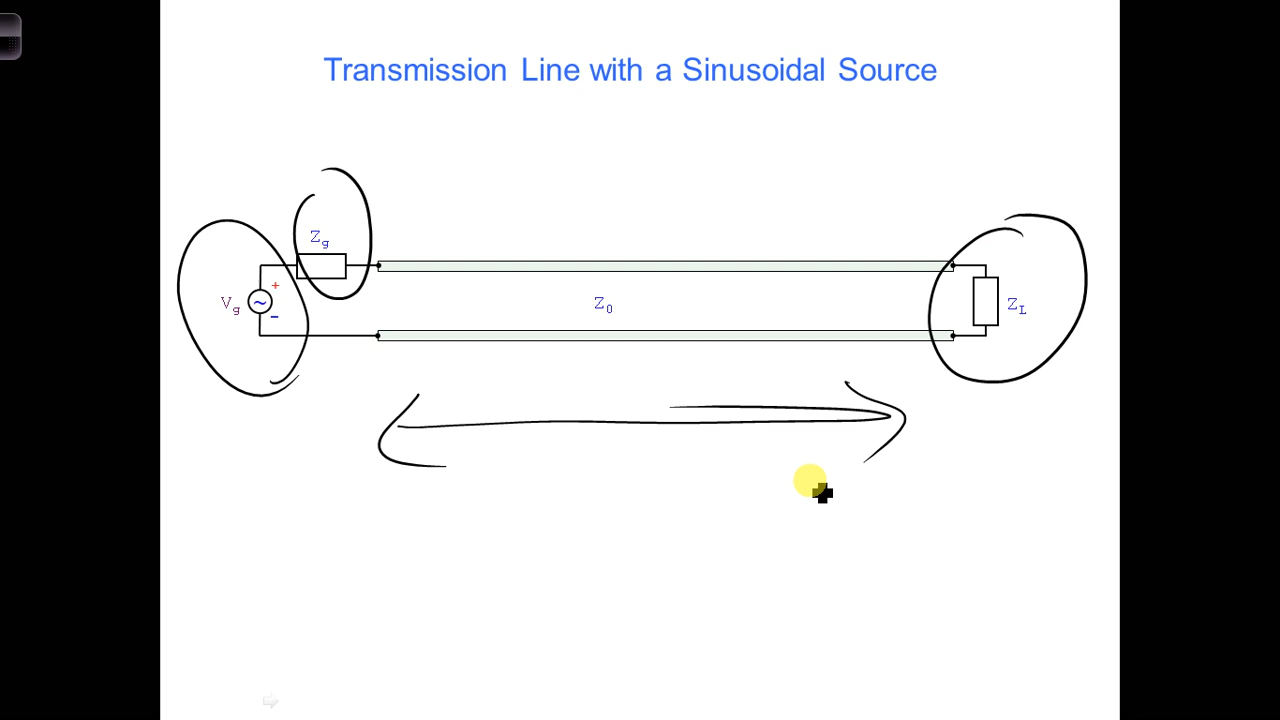 Transmission Line with a Sinusoidal Source
Zg
+
Vg
~
Z0
ZL
−